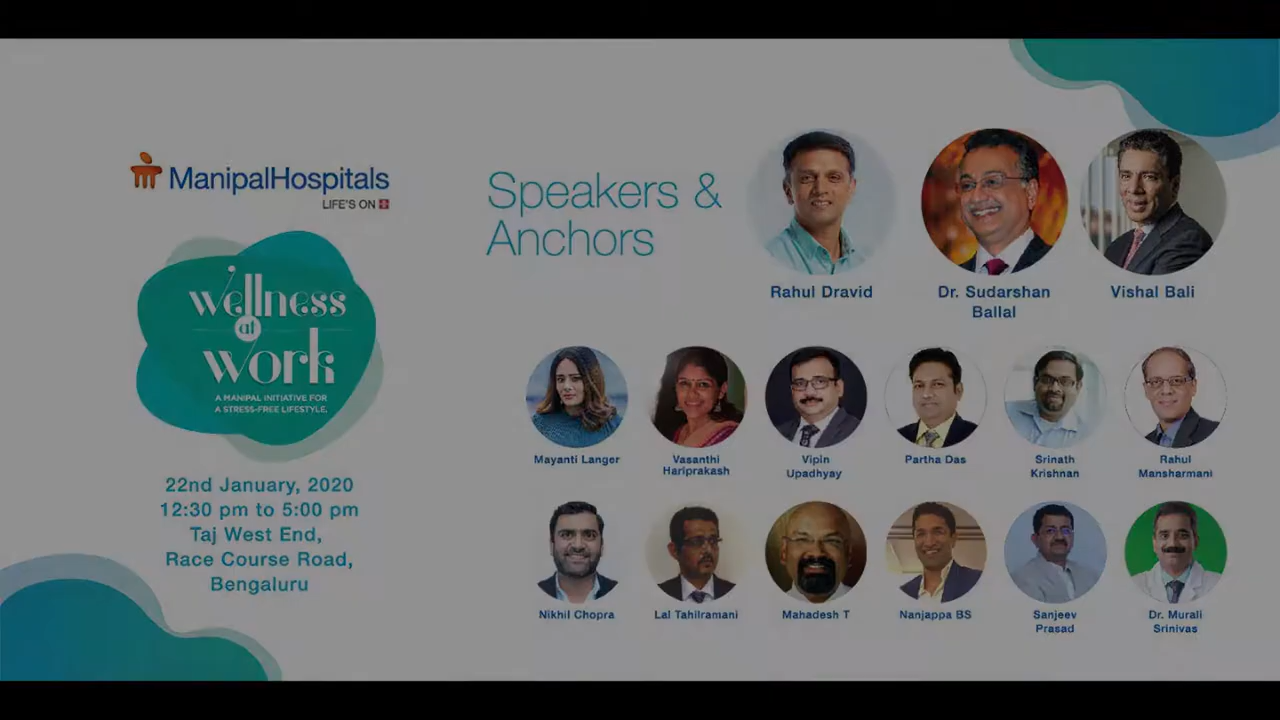 ManipalHospitals
LIFE'S ON
wellness
at
work
A MANIPAL INITIATIVE FOR
A STRESS-FREE LIFESTYLE.
22nd January, 2020
12:30 pm to 5:00 pm
Taj West End,
Race Course Road,
Bengaluru
Speakers &
Anchors
Rahul Dravid
Dr. Sudarshan
Ballal
Vishal Bali
Mayanti Langer
Vasanthi
Hariprakash
Vipin
Upadhyay
Partha Das
Srinath
Krishnan
Rahul
Mansharmani
Nikhil Chopra
Lal Tahilramani
Mahadesh T
Nanjappa BS
Sanjeev
Prasad
Dr. Murali
Srinivas